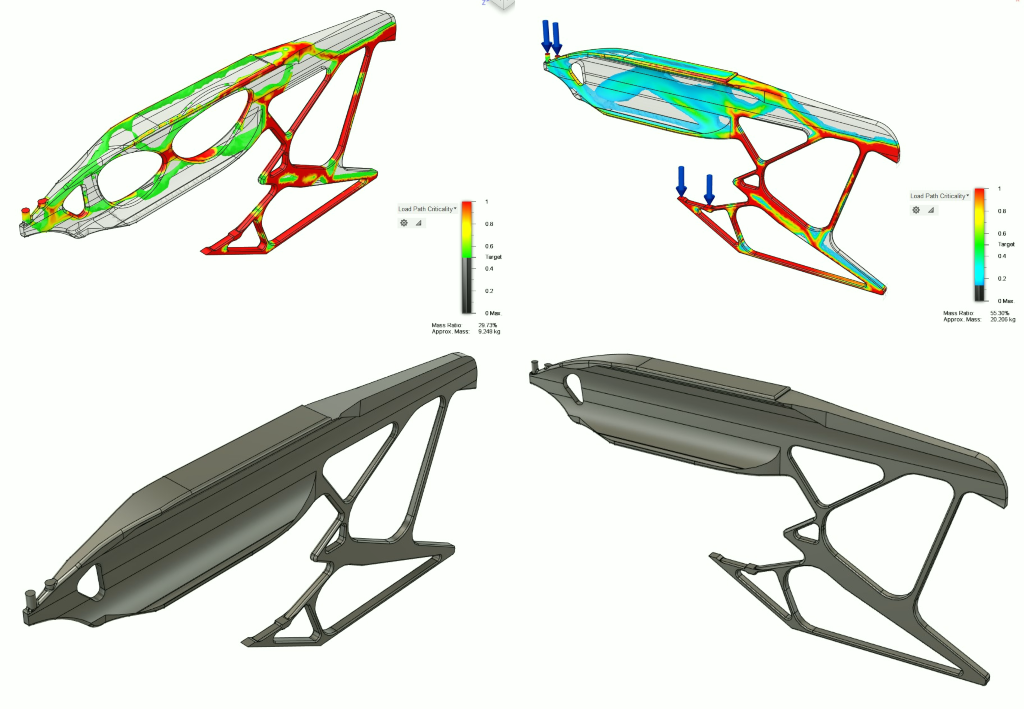 Z
Load Path Criticality
1
0.8
0.6
Target
0.4
0.2
0 Max
Mass Ratio: 29.73%
Approx. Mass: 9.248 kg
Load Path Criticality
1
0.8
0.6
Target
0.4
0.2
0 Max
Mass Ratio: 55.30%
Approx. Mass: 20.206 kg